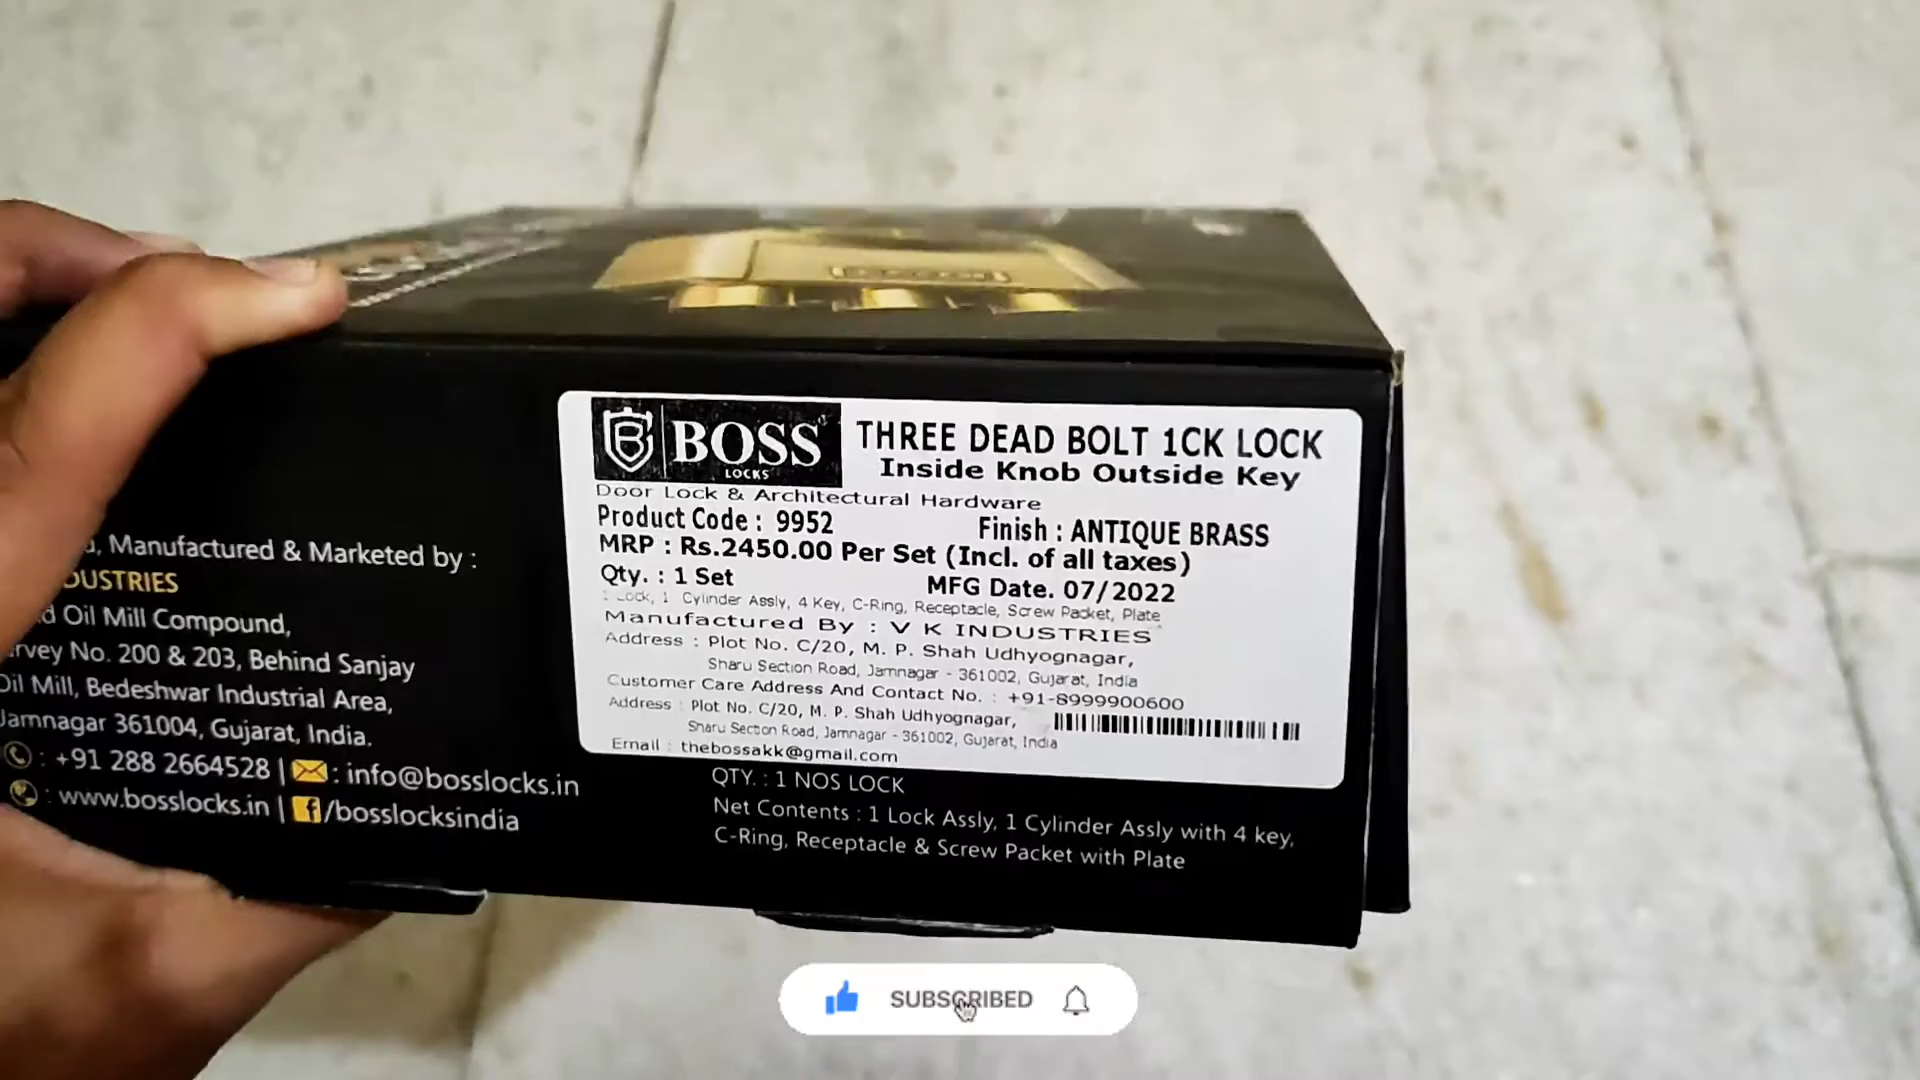 BOSS
LOCKS
THREE DEAD BOLT 1CK LOCK
Inside Knob Outside Key
Door Lock & Architectural Hardware
Product Code : 9952 Finish : ANTIQUE BRASS
MRP : Rs.2450.00 Per Set (Incl. of all taxes)
Qty. : 1 Set MFG Date. 07/2022
1 Lock, 1 Cylinder Assly, 4 Key, C-Ring, Receptacle, Screw Packet, Plate
Manufactured By : V K INDUSTRIES
Address : Plot No. C/20, M. P. Shah Udhyognagar,
Sharu Section Road, Jamnagar - 361002, Gujarat, India
Customer Care Address And Contact No. : +91-8999900600
Address : Plot No. C/20, M. P. Shah Udhyognagar,
Sharu Section Road, Jamnagar - 361002, Gujarat, India
Email : thebossakk@gmail.com
QTY. : 1 NOS LOCK
Net Contents : 1 Lock Assly, 1 Cylinder Assly with 4 key,
C-Ring, Receptacle & Screw Packet with Plate
, Manufactured & Marketed by :
DUSTRIES
Oil Mill Compound,
rvey No. 200 & 203, Behind Sanjay
Oil Mill, Bedeshwar Industrial Area,
Jamnagar 361004, Gujarat, India.
: +91 288 2664528 | : info@bosslocks.in
: www.bosslocks.in | f/bosslocksindia
SUBSCRIBED